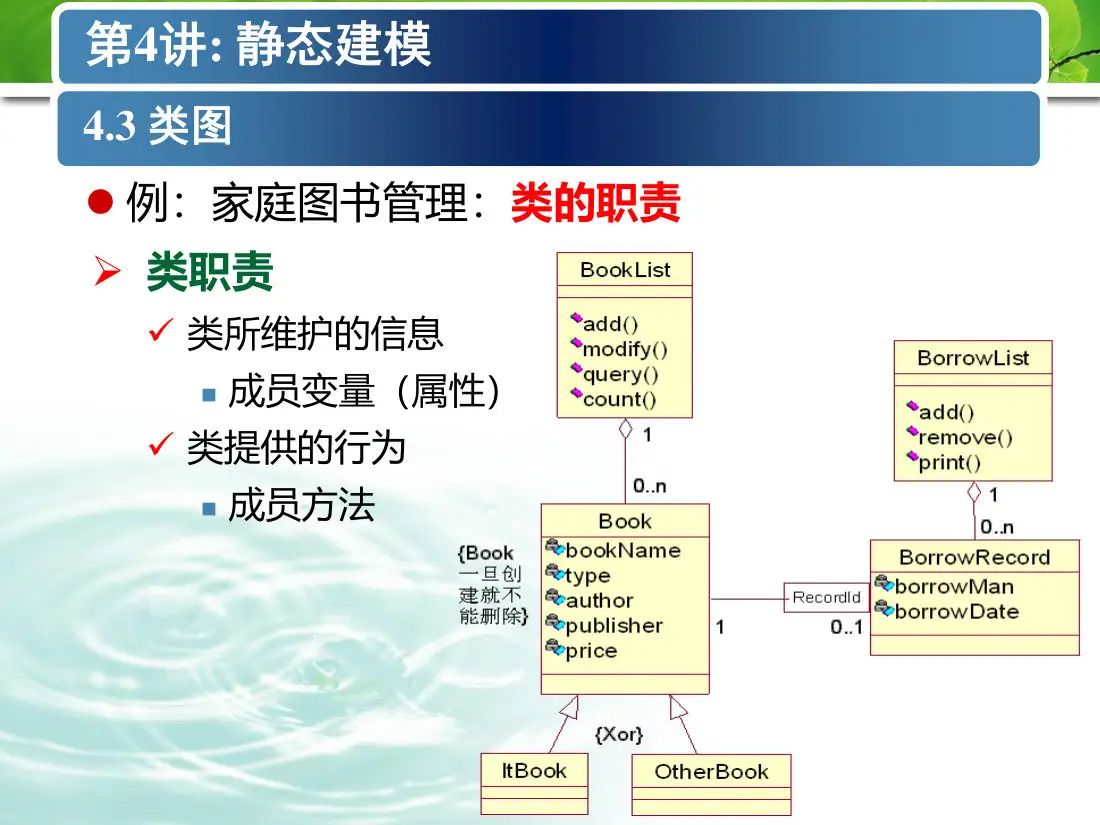 第4讲: 静态建模
4.3 类图
例：家庭图书管理：类的职责
类职责
类所维护的信息
成员变量（属性）
类提供的行为
成员方法
BookList
add()
modify()
query()
count()
1
0..n
Book
bookName
type
author
publisher
price
{Book
一旦创
建就不
能删除}
1
0..1
RecordId
BorrowList
add()
remove()
print()
1
0..n
BorrowRecord
borrowMan
borrowDate
{Xor}
ItBook
OtherBook